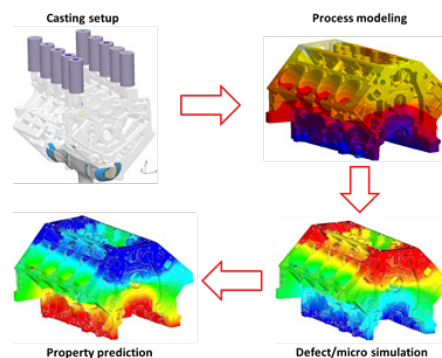 Casting setup
Process modeling
Property prediction
Defect/micro simulation